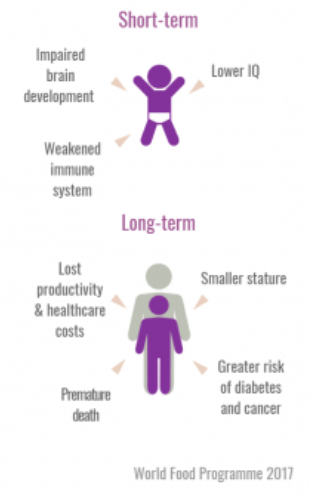 Short-term
Impaired
brain
development
Lower IQ
Weakened
immune
system
Long-term
Lost
productivity
& healthcare
costs
Smaller stature
Premature
death
Greater risk
of diabetes
and cancer
World Food Programme 2017